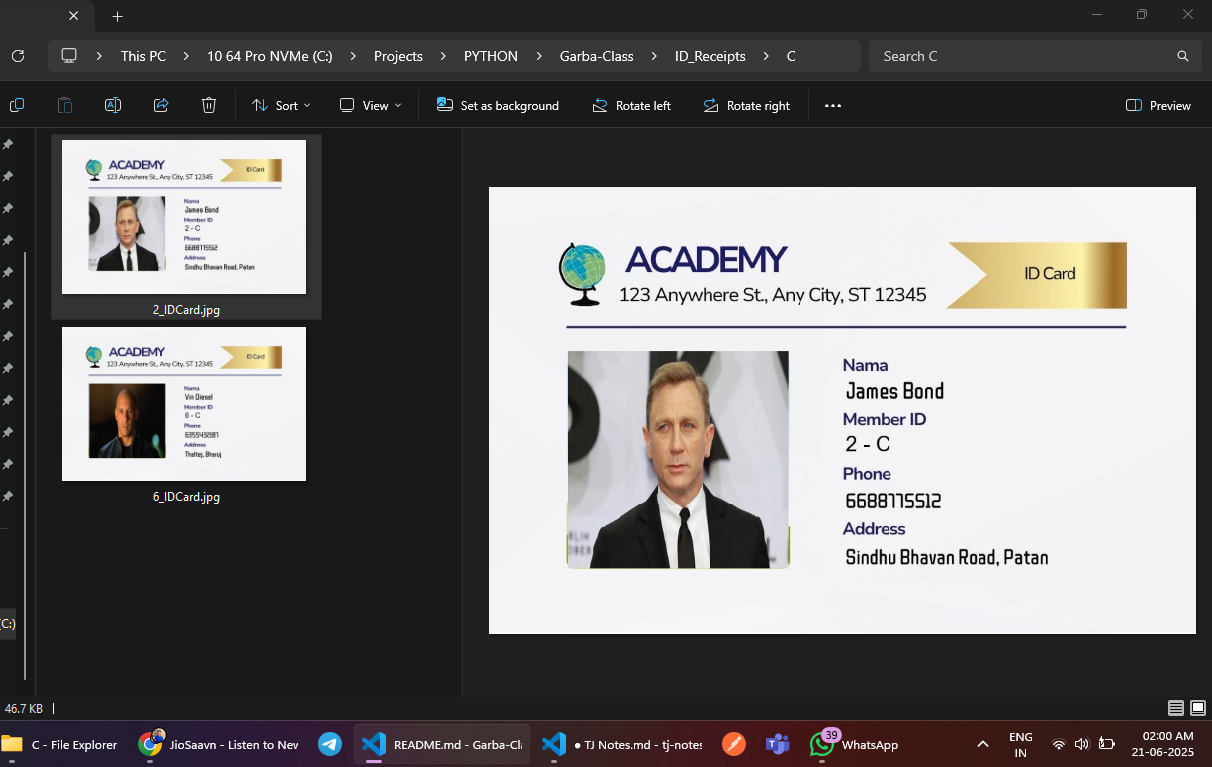 This PC > 10 64 Pro NVMe (C:) > Projects > PYTHON > Garba-Class > ID_Receipts > C
Search C
Sort
View
Set as background
Rotate left
Rotate right
Preview
ACADEMY
123 Anywhere St., Any City, ST 12345
ID Card
Nama
James Bond
Member ID
2 - C
Phone
6688775512
Address
Sindhu Bhavan Road, Patan
2_IDCard.jpg
ACADEMY
123 Anywhere St., Any City, ST 12345
ID Card
Nama
Vin Diesel
Member ID
6 - C
Phone
Address
Thaltej, Bharuj
6_IDCard.jpg
ACADEMY
123 Anywhere St., Any City, ST 12345
ID Card
Nama
James Bond
Member ID
2 - C
Phone
6688775512
Address
Sindhu Bhavan Road, Patan
(C:)
46.7 KB
C - File Explorer
JioSaavn - Listen to Nev
README.md - Garba-Cl
● TJ Notes.md - tj-notes
39
WhatsApp
ENG
IN
02:00 AM
21-06-2025